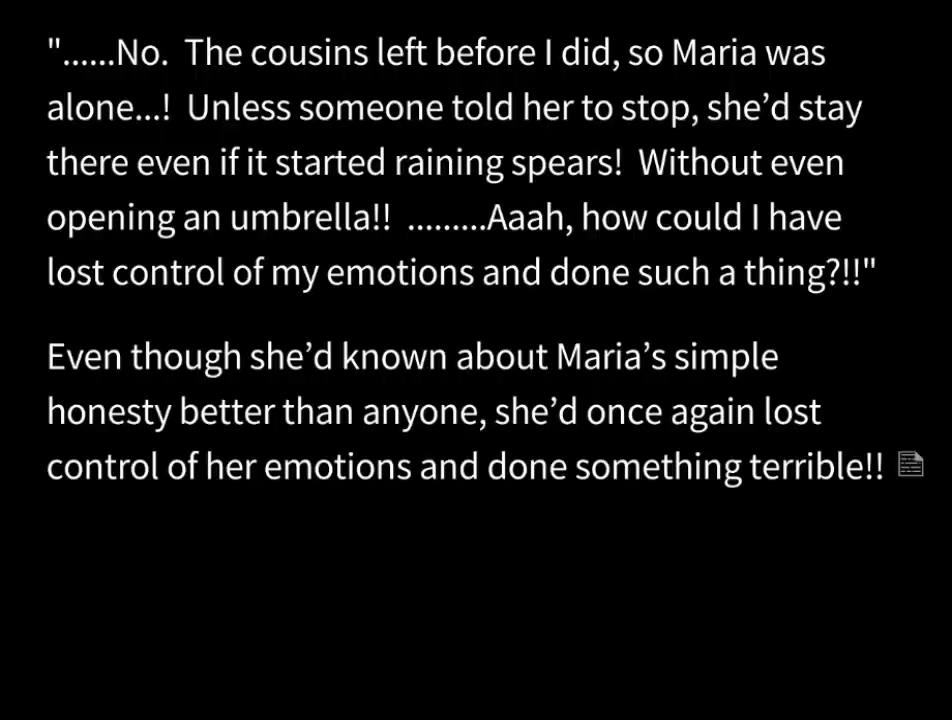 "......No.  The cousins left before I did, so Maria was
alone...!  Unless someone told her to stop, she’d stay
there even if it started raining spears!  Without even
opening an umbrella!!  .........Aaah, how could I have
lost control of my emotions and done such a thing?!!"
Even though she’d known about Maria’s simple
honesty better than anyone, she’d once again lost
control of her emotions and done something terrible!!